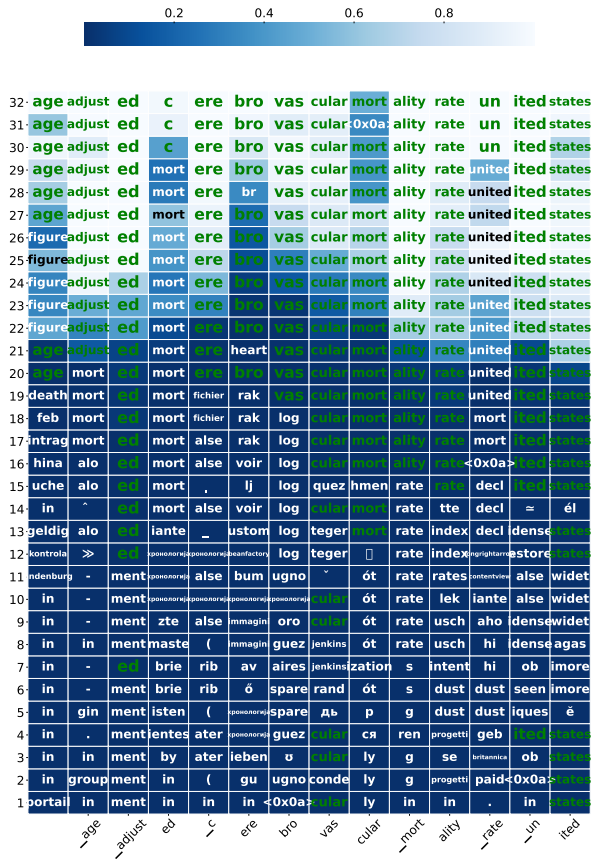 0.2 0.4 0.6 0.8
32 age adjust ed c ere bro vas cular mort ality rate un ited states
31 age adjust ed c ere bro vas cular <0x0a> ality rate un ited states
30 age adjust ed c ere bro vas cular mort ality rate un ited states
29 age adjust ed mort ere bro vas cular mort ality rate united ited states
28 age adjust ed mort ere br vas cular mort ality rate united ited states
27 age adjust ed mort ere bro vas cular mort ality rate united ited states
26 figure adjust ed mort ere bro vas cular mort ality rate united ited states
25 figure adjust ed mort ere bro vas cular mort ality rate united ited states
24 figure adjust ed mort ere bro vas cular mort ality rate united ited states
23 figure adjust ed mort ere bro vas cular mort ality rate united ited states
22 figure adjust ed mort ere bro vas cular mort ality rate united ited states
21 age adjust ed mort ere heart vas cular mort ality rate united ited states
20 age mort ed mort ere bro vas cular mort ality rate united ited states
19 death mort ed mort fichier rak vas cular mort ality rate united ited states
18 feb mort ed mort fichier rak log cular mort ality rate mort ited states
17 intrag mort ed mort alse rak log cular mort ality rate mort ited states
16 hina alo ed mort alse voir log cular mort ality rate <0x0a> ited states
15 uche alo ed mort . lj log quez hmen rate rate decl ited states
14 in ˆ ed mort alse voir log cular mort rate tte decl ≃ él
13 geldig alo ed iante _ ustom log teger mort rate index decl idense states
12 kontrola ≫ ed хронологија хронологија beanfactory log teger rate index ngrightarrow estore states
11 ndenburg - ment хронологија alse bum ugno ˇ ót rate rates contentview alse widet
10 in - ment хронологија хронологија хронологија хронологија cular ót rate lek iante alse widet
9 in - ment zte alse immagini oro cular ót rate usch aho idense widet
8 in in ment maste ( immagini guez jenkins ót rate usch hi idense agas
7 in - ed brie rib av aires jenkins ization s intent hi ob imore
6 in - ment brie rib ő spare rand ót s dust dust seen imore
5 in gin ment isten ( хронологија spare дь p g dust dust iques ě
4 in . ment ientes ater хронологија guez cular ся ren progetti geb ited states
3 in in ment by ater ieben ʊ cular ly g se britannica ob states
2 in group ment in ( gu ugno conde ly g progetti paid <0x0a> states
1 portail in ment in in in <0x0a> cular ly in in . in states
_age _adjust ed _c ere bro vas cular _mort ality _rate _un ited